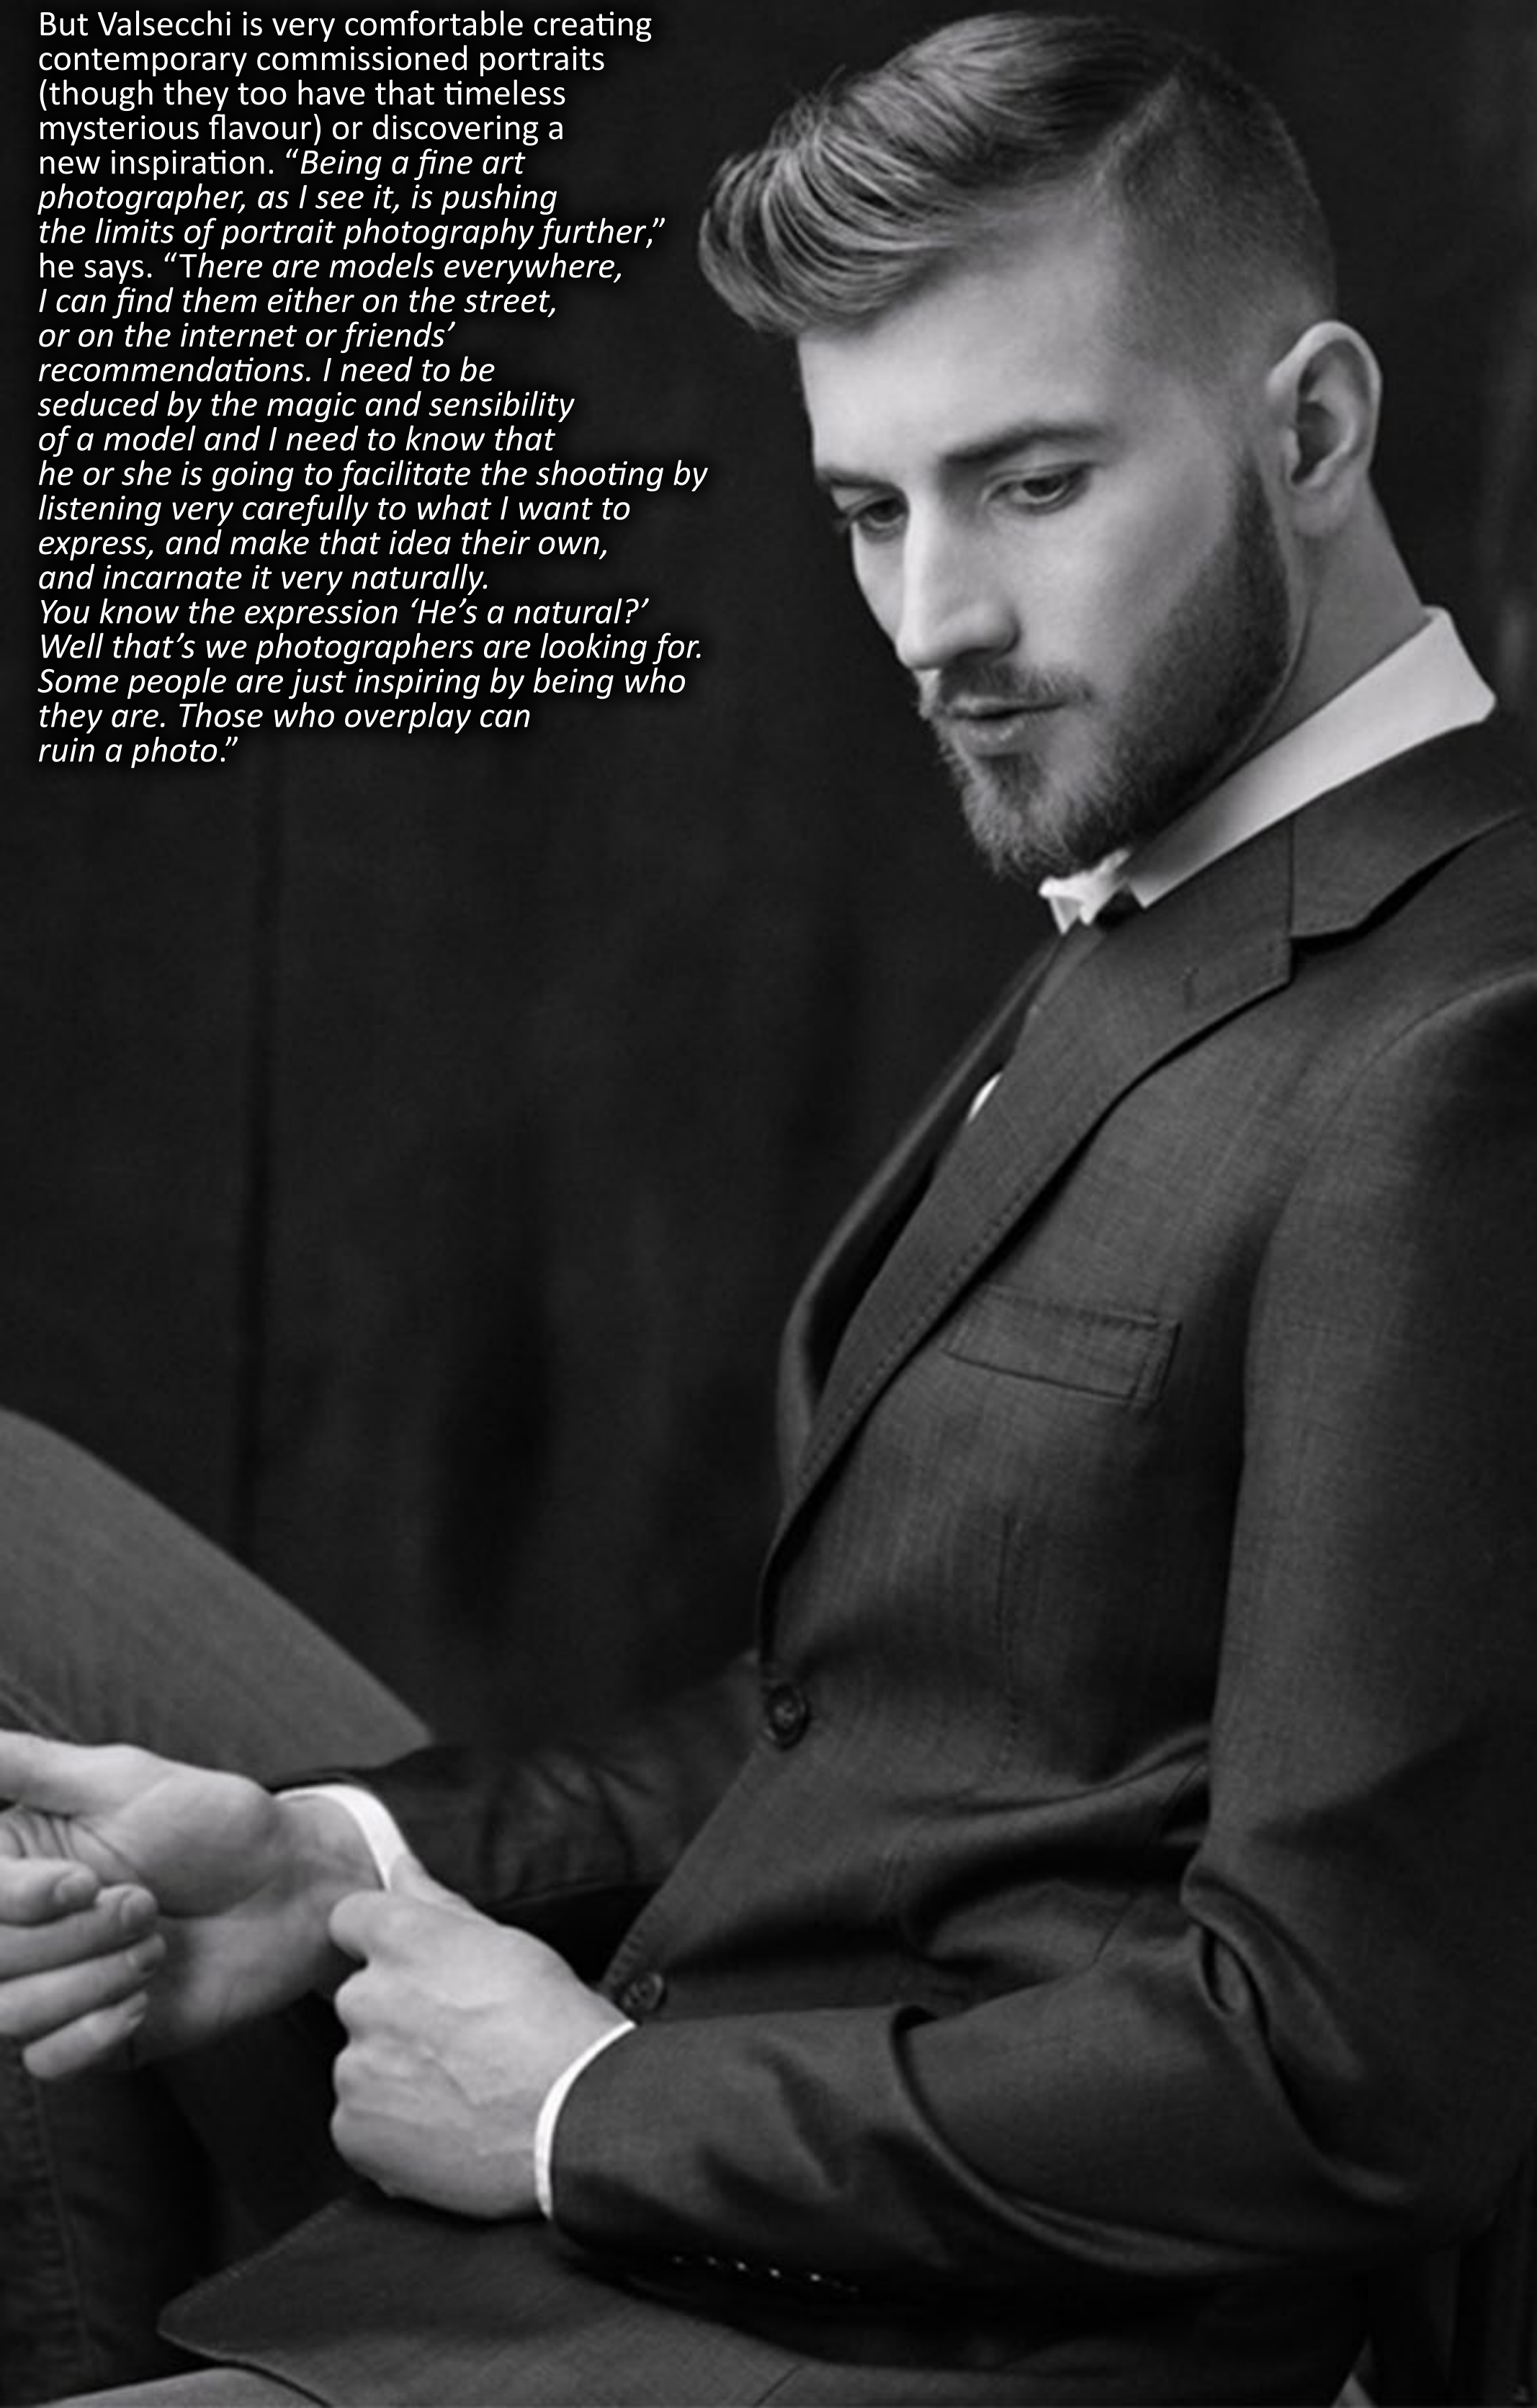 But Valsecchi is very comfortable creating
contemporary commissioned portraits
(though they too have that timeless
mysterious flavour) or discovering a
new inspiration. “Being a fine art
photographer, as I see it, is pushing
the limits of portrait photography further,”
he says. “There are models everywhere,
I can find them either on the street,
or on the internet or friends’
recommendations. I need to be
seduced by the magic and sensibility
of a model and I need to know that
he or she is going to facilitate the shooting by
listening very carefully to what I want to
express, and make that idea their own,
and incarnate it very naturally.
You know the expression ‘He’s a natural?’
Well that’s we photographers are looking for.
Some people are just inspiring by being who
they are. Those who overplay can
ruin a photo.”